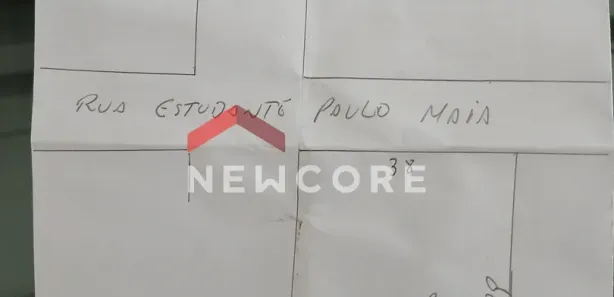 RUA ESTUDANTE PAULO MAIA
38
NEWCORE